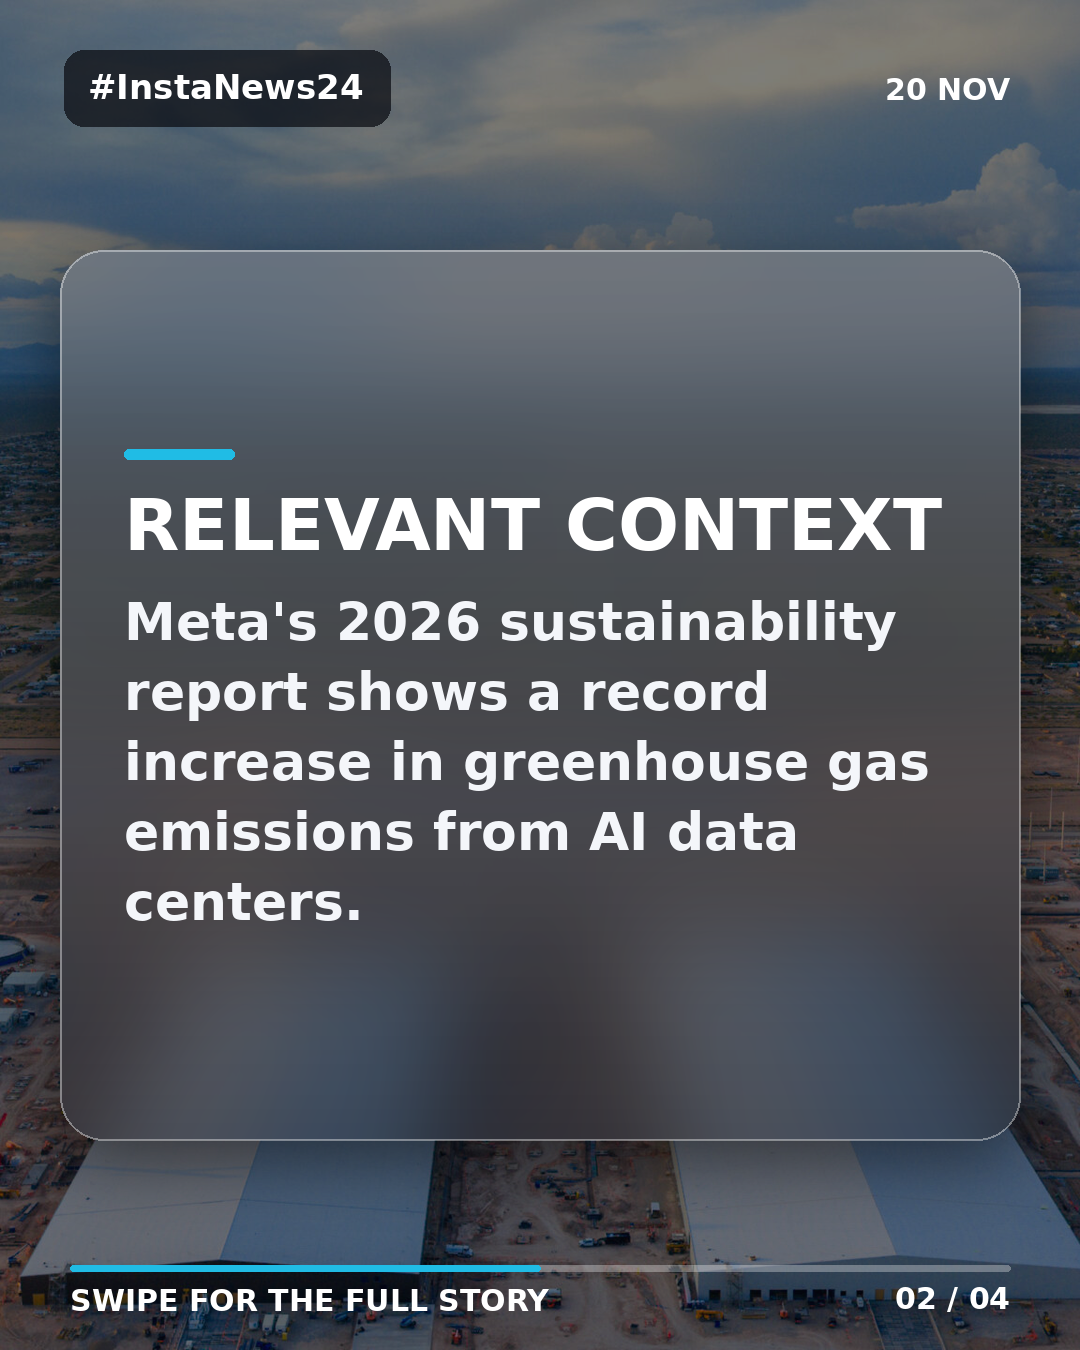 #InstaNews24
20 NOV
RELEVANT CONTEXT
Meta's 2026 sustainability
report shows a record
increase in greenhouse gas
emissions from AI data
centers.
SWIPE FOR THE FULL STORY
02 / 04